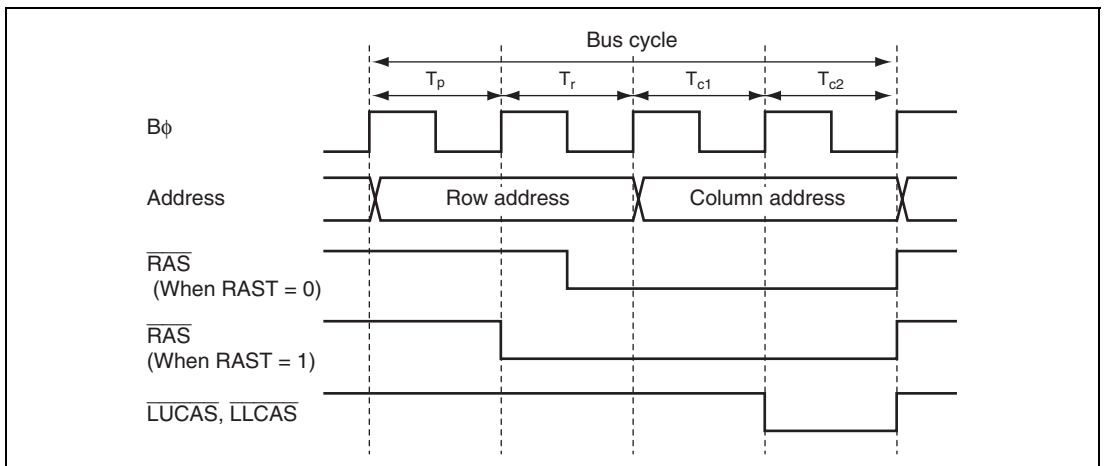 Bus cycle
Tp Tr Tc1 Tc2
Bϕ
Address Row address Column address
RAS
(When RAST = 0)
RAS
(When RAST = 1)
LUCAS, LLCAS